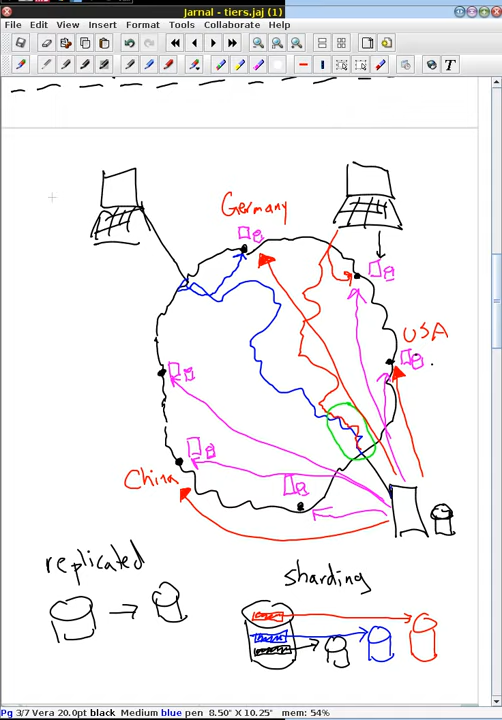 Jarnal - tiers.jaj (1)
File Edit View Insert Format Tools Collaborate Help
T
Germany
USA
China
replicated
sharding
Pg 3/7 Vera 20.0pt black Medium blue pen 8.50" X 10.25" mem: 54%